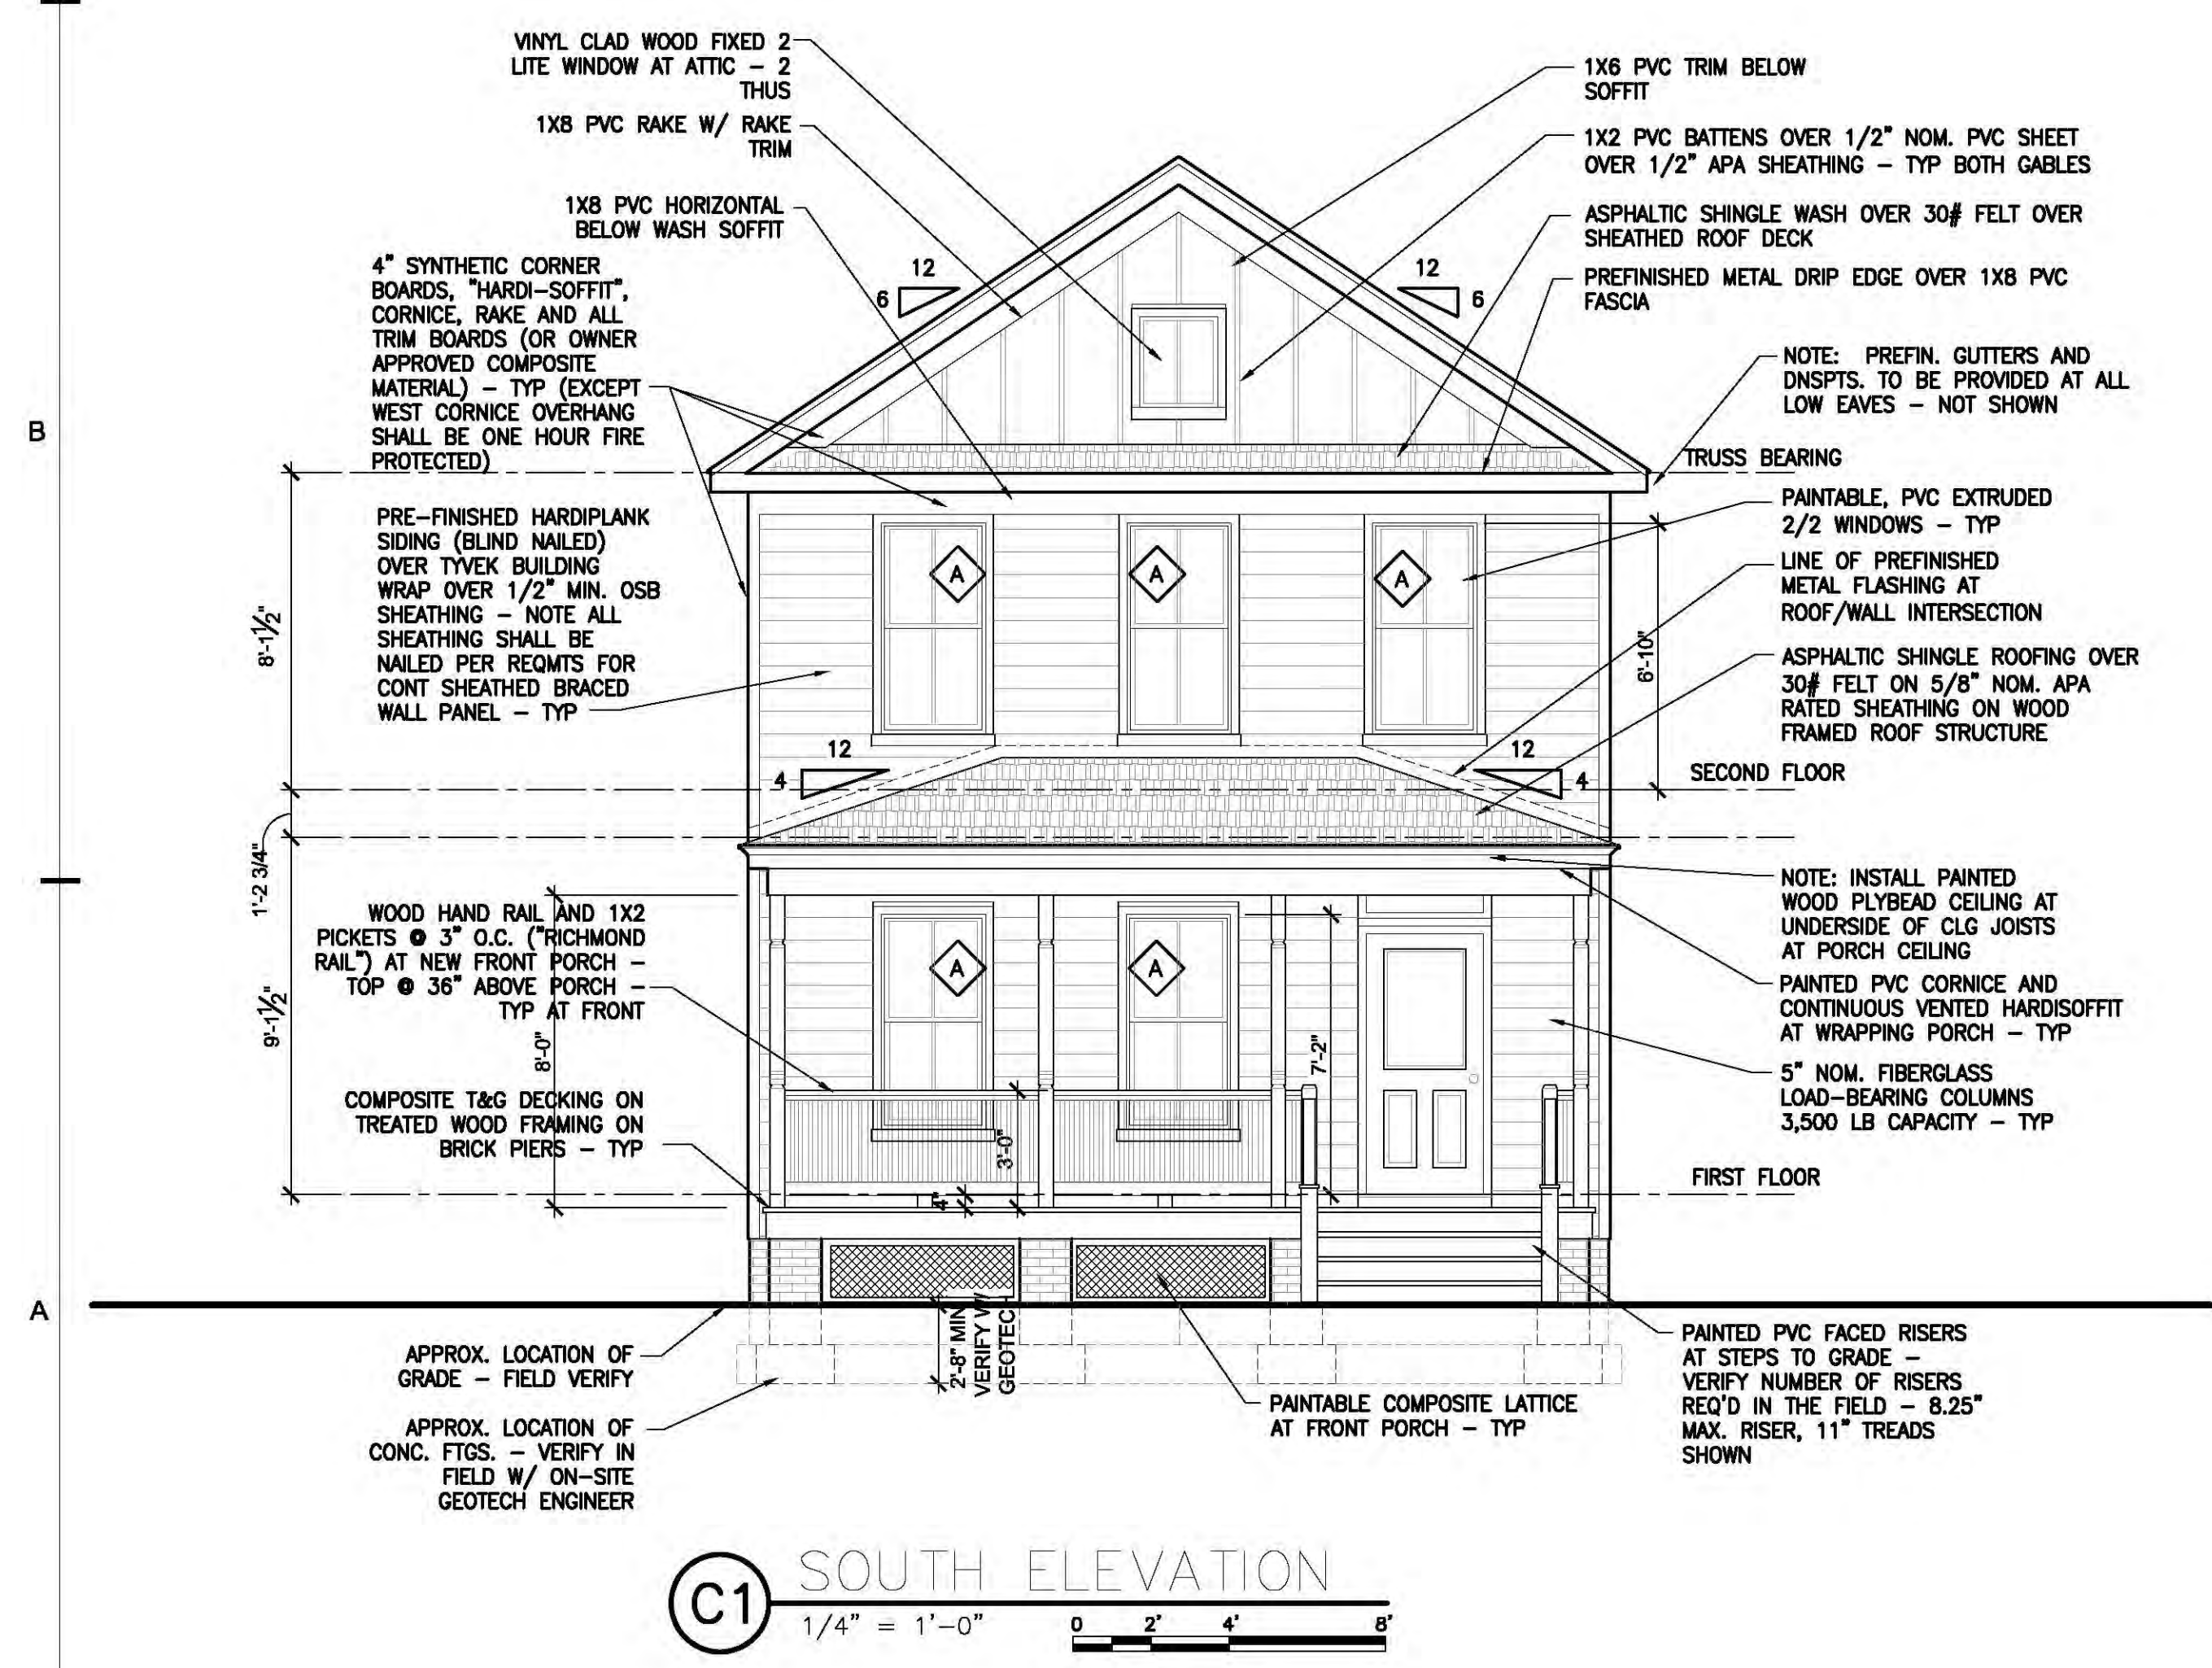 VINYL CLAD WOOD FIXED 2
LITE WINDOW AT ATTIC – 2
THUS
1X8 PVC RAKE W/ RAKE
TRIM
1X8 PVC HORIZONTAL
BELOW WASH SOFFIT
4" SYNTHETIC CORNER
BOARDS, "HARDI–SOFFIT",
CORNICE, RAKE AND ALL
TRIM BOARDS (OR OWNER
APPROVED COMPOSITE
MATERIAL) – TYP (EXCEPT
WEST CORNICE OVERHANG
SHALL BE ONE HOUR FIRE
PROTECTED)
PRE–FINISHED HARDIPLANK
SIDING (BLIND NAILED)
OVER TYVEK BUILDING
WRAP OVER 1/2" MIN. OSB
SHEATHING – NOTE ALL
SHEATHING SHALL BE
NAILED PER REQMTS FOR
CONT SHEATHED BRACED
WALL PANEL – TYP
WOOD HAND RAIL AND 1X2
PICKETS @ 3" O.C. ("RICHMOND
RAIL") AT NEW FRONT PORCH –
TOP @ 36" ABOVE PORCH –
TYP AT FRONT
COMPOSITE T&G DECKING ON
TREATED WOOD FRAMING ON
BRICK PIERS – TYP
APPROX. LOCATION OF
GRADE – FIELD VERIFY
APPROX. LOCATION OF
CONC. FTGS. – VERIFY IN
FIELD W/ ON–SITE
GEOTECH ENGINEER
B
A
8'-1½"
1'-2 3/4"
9'-1½"
8'-0"
12
6
12
6
A
A
A
12
4
12
4
6'-10"
A
A
7'-2"
3'-0"
4"
2'-8" MIN
VERIFY W/
GEOTECH
1X6 PVC TRIM BELOW
SOFFIT
1X2 PVC BATTENS OVER 1/2" NOM. PVC SHEET
OVER 1/2" APA SHEATHING – TYP BOTH GABLES
ASPHALTIC SHINGLE WASH OVER 30# FELT OVER
SHEATHED ROOF DECK
PREFINISHED METAL DRIP EDGE OVER 1X8 PVC
FASCIA
NOTE: PREFIN. GUTTERS AND
DNSPTS. TO BE PROVIDED AT ALL
LOW EAVES – NOT SHOWN
TRUSS BEARING
PAINTABLE, PVC EXTRUDED
2/2 WINDOWS – TYP
LINE OF PREFINISHED
METAL FLASHING AT
ROOF/WALL INTERSECTION
ASPHALTIC SHINGLE ROOFING OVER
30# FELT ON 5/8" NOM. APA
RATED SHEATHING ON WOOD
FRAMED ROOF STRUCTURE
SECOND FLOOR
NOTE: INSTALL PAINTED
WOOD PLYBEAD CEILING AT
UNDERSIDE OF CLG JOISTS
AT PORCH CEILING
PAINTED PVC CORNICE AND
CONTINUOUS VENTED HARDISOFFIT
AT WRAPPING PORCH – TYP
5" NOM. FIBERGLASS
LOAD–BEARING COLUMNS
3,500 LB CAPACITY – TYP
FIRST FLOOR
PAINTED PVC FACED RISERS
AT STEPS TO GRADE –
VERIFY NUMBER OF RISERS
REQ'D IN THE FIELD – 8.25"
MAX. RISER, 11" TREADS
SHOWN
PAINTABLE COMPOSITE LATTICE
AT FRONT PORCH – TYP
C1
SOUTH ELEVATION
1/4" = 1'-0"
0 2' 4' 8'